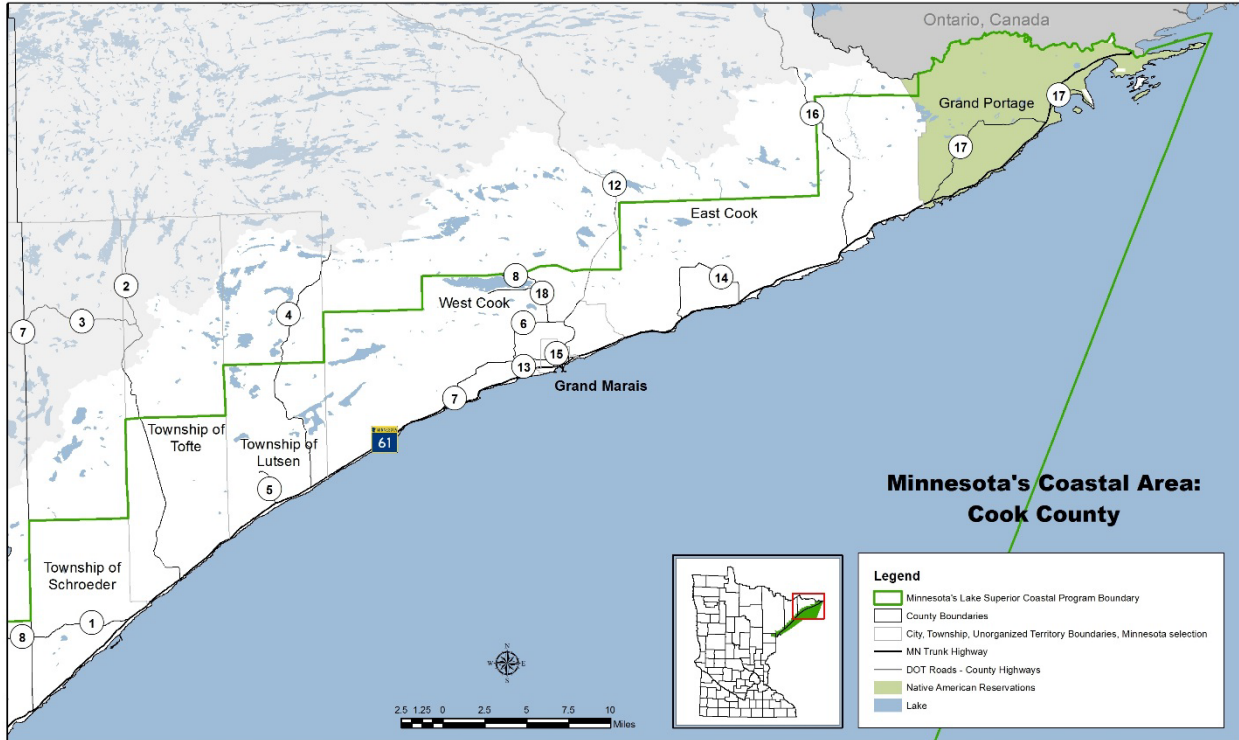 Ontario, Canada
17
Grand Portage
16
17
12
East Cook
2
8
14
18
West Cook
4
3
7
6
15
13
Grand Marais
7
Township of
Tofte
Township of
Lutsen
61
5
Minnesota's Coastal Area:
Cook County
Township of
Schroeder
1
8
N
W E
S
2.5 1.25 0 2.5 5 7.5 10
Miles
Legend
Minnesota's Lake Superior Coastal Program Boundary
County Boundaries
City, Township, Unorganized Territory Boundaries, Minnesota selection
MN Trunk Highway
DOT Roads - County Highways
Native American Reservations
Lake